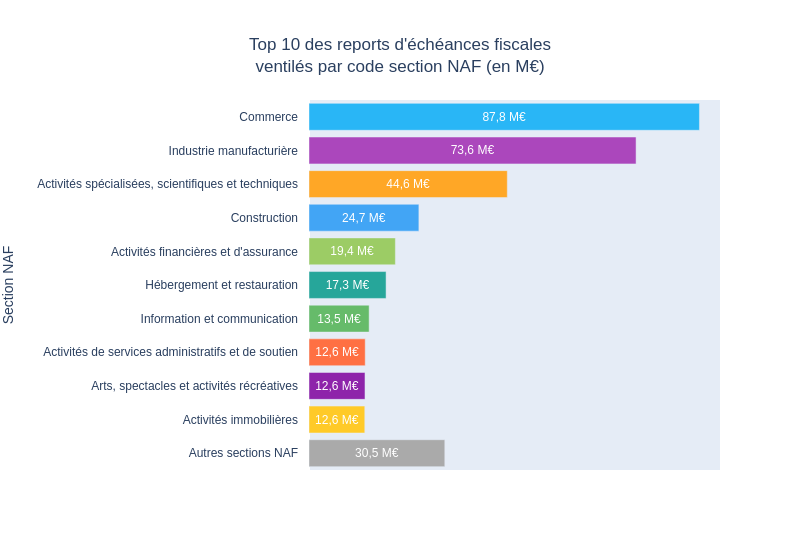 Top 10 des reports d'échéances fiscales
ventilés par code section NAF (en M€)
Section NAF
Commerce 87,8 M€
Industrie manufacturière 73,6 M€
Activités spécialisées, scientifiques et techniques 44,6 M€
Construction 24,7 M€
Activités financières et d'assurance 19,4 M€
Hébergement et restauration 17,3 M€
Information et communication 13,5 M€
Activités de services administratifs et de soutien 12,6 M€
Arts, spectacles et activités récréatives 12,6 M€
Activités immobilières 12,6 M€
Autres sections NAF 30,5 M€